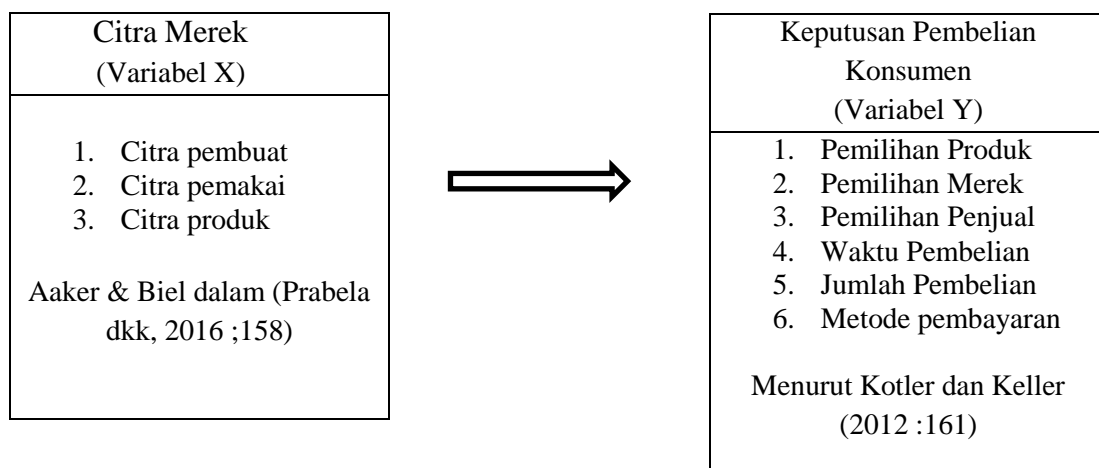 Citra Merek
(Variabel X)
1. Citra pembuat
2. Citra pemakai
3. Citra produk
Aaker & Biel dalam (Prabela
dkk, 2016 ;158)
Keputusan Pembelian
Konsumen
(Variabel Y)
1. Pemilihan Produk
2. Pemilihan Merek
3. Pemilihan Penjual
4. Waktu Pembelian
5. Jumlah Pembelian
6. Metode pembayaran
Menurut Kotler dan Keller
(2012 :161)